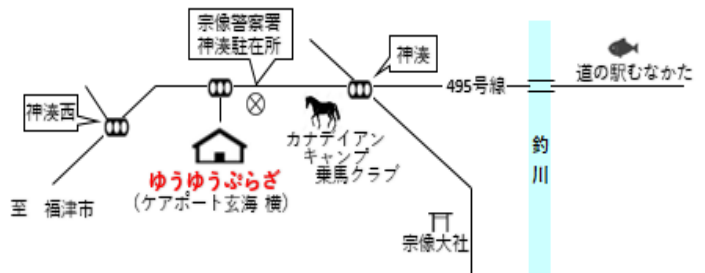 宗像警察署
神湊駐在所
神湊
495号線
道の駅むなかた
神湊西
カナデイアン
キャンプ
乗馬クラブ
釣川
ゆうゆうぷらざ
(ケアポート玄海 横)
至 福津市
宗像大社